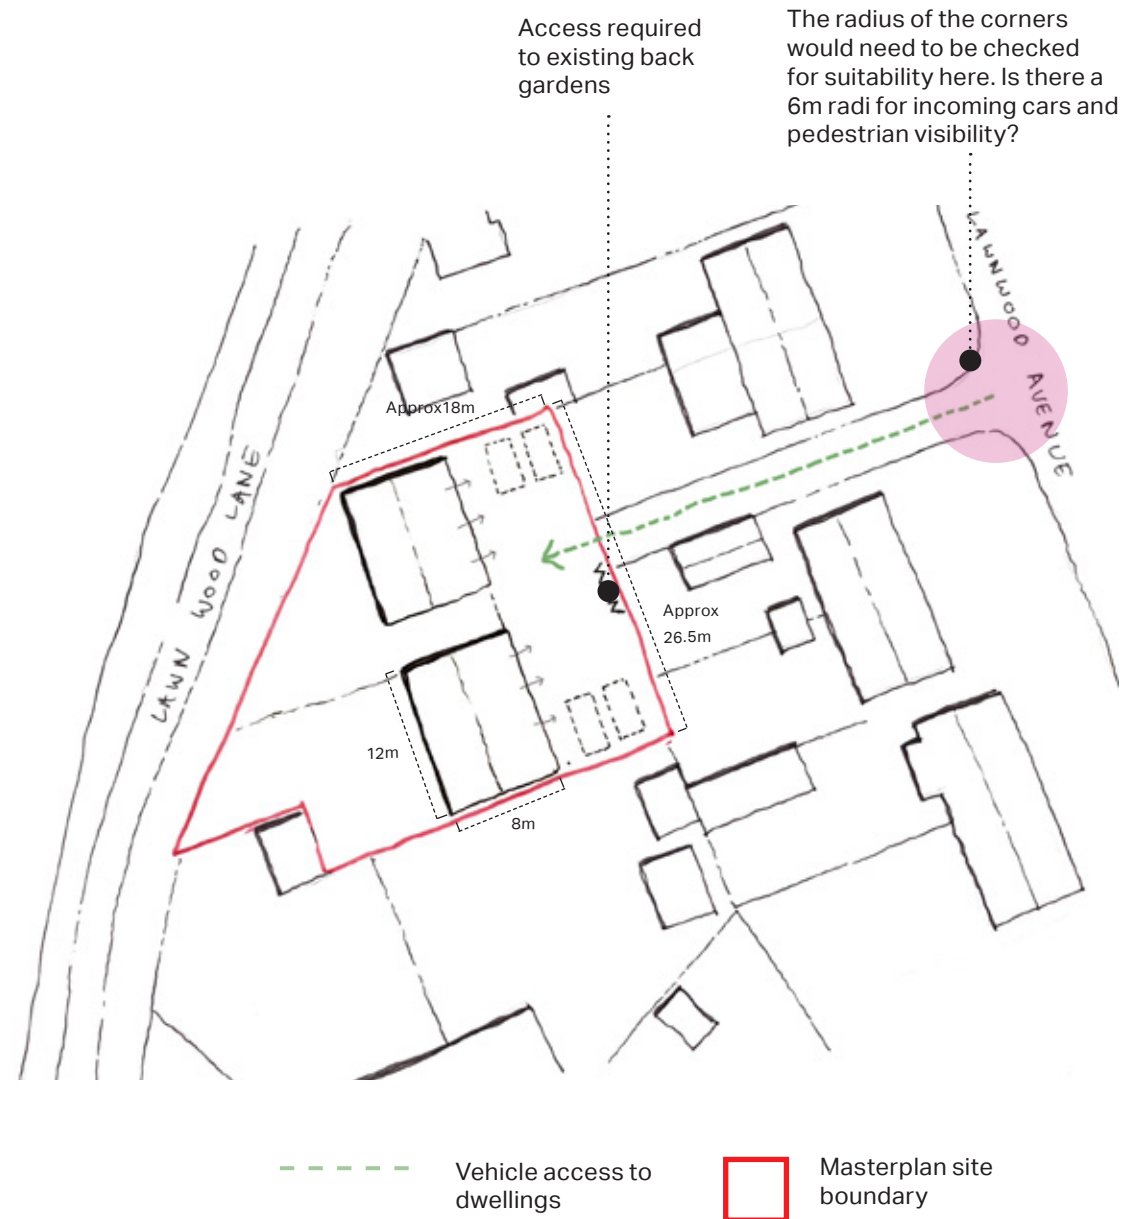 Access required
to existing back
gardens
The radius of the corners
would need to be checked
for suitability here. Is there a
6m radi for incoming cars and
pedestrian visibility?
LAWNWOOD AVENUE
Approx18m
LAWN WOOD LANE
Approx
26.5m
12m
8m
Vehicle access to
dwellings
Masterplan site
boundary